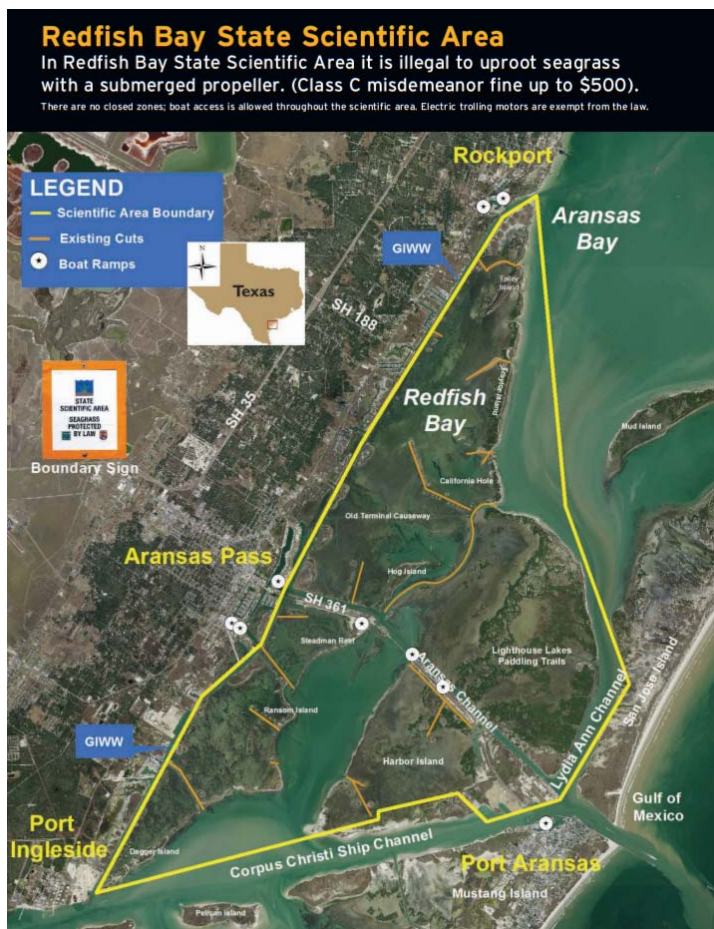 Redfish Bay State Scientific Area
In Redfish Bay State Scientific Area it is illegal to uproot seagrass
with a submerged propeller. (Class C misdemeanor fine up to $500).
There are no closed zones; boat access is allowed throughout the scientific area. Electric trolling motors are exempt from the law.
Rockport
LEGEND
Scientific Area Boundary
Existing Cuts
Boat Ramps
N
Texas
GIWW
Aransas
Bay
SH 188
SH 35
STATE
SCIENTIFIC AREA
SEAGRASS
PROTECTED
BY LAW
Boundary Sign
Redfish
Bay
Mud Island
California Hole
Old Terminal Causeway
Aransas Pass
Hog Island
SH 361
Steadman Reef
Lighthouse Lakes
Paddling Trails
Aransas Channel
Lydia Ann Channel
San Jose Island
Ransom Island
GIWW
Harbor Island
Gulf of
Mexico
Port
Ingleside
Dagger Island
Corpus Christi Ship Channel
Port Aransas
Mustang Island
Pelican Island